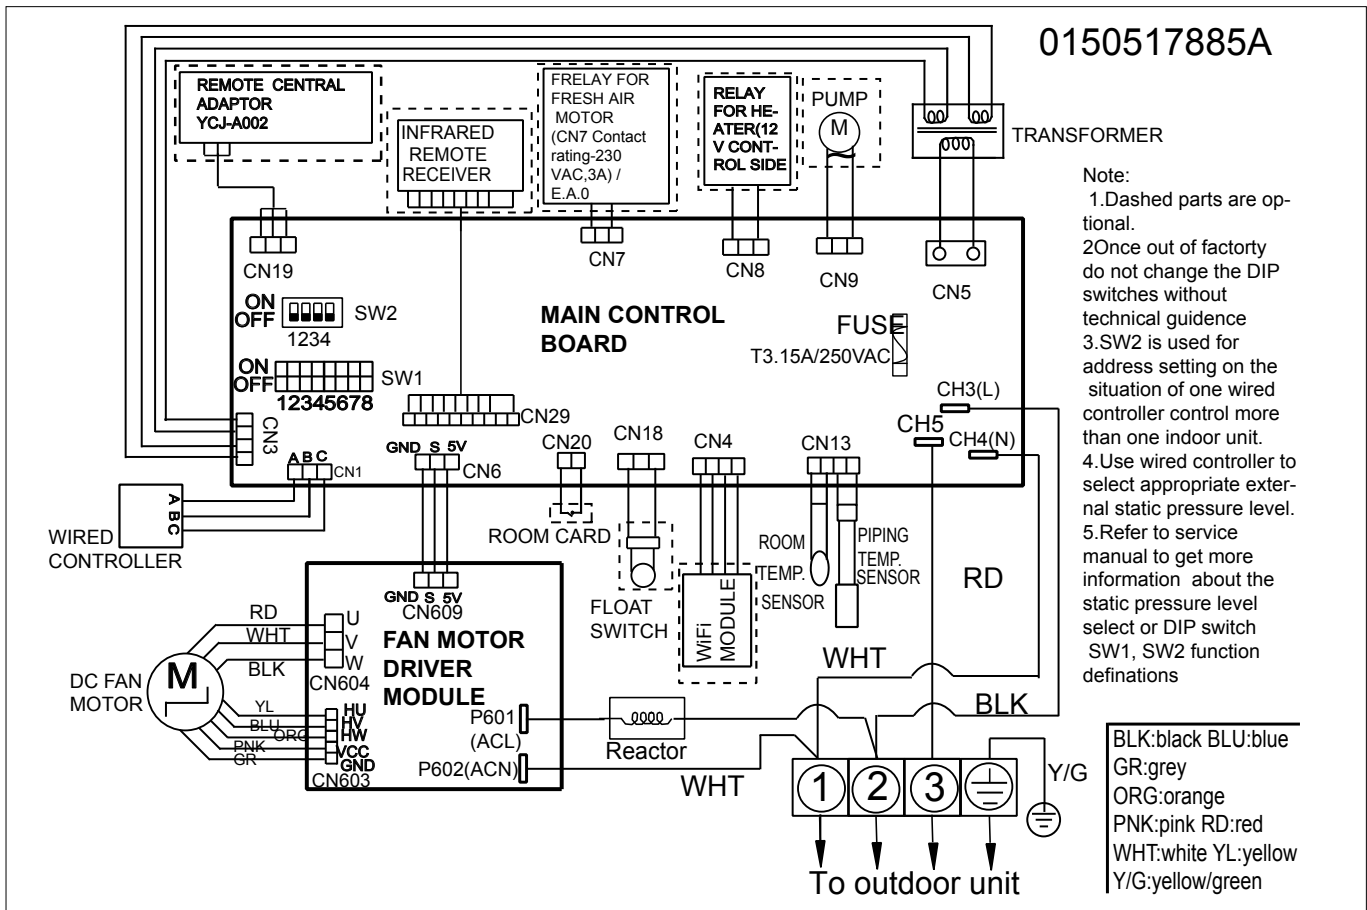 0150517885A
REMOTE CENTRAL
ADAPTOR
YCJ-A002
INFRARED
REMOTE
RECEIVER
FRELAY FOR
FRESH AIR
MOTOR
(CN7 Contact
rating-230
VAC,3A) /
E.A.0
RELAY
FOR HE-
ATER(12
V CONT-
ROL SIDE
PUMP
M
TRANSFORMER
CN19
CN7
CN8
CN9
CN5
ON
OFF
SW2
1234
ON
OFF
SW1
12345678
MAIN CONTROL
BOARD
FUSE
T3.15A/250VAC
CN3
A B C
CN1
GND S 5V
CN6
CN29
CN20
CN18
CN4
CN13
CH3(L)
CH5
CH4(N)
A
B
C
WIRED
CONTROLLER
ROOM CARD
FLOAT
SWITCH
WiFi
MODULE
ROOM
TEMP.
SENSOR
PIPING
TEMP.
SENSOR
RD
WHT
BLK
GND S 5V
CN609
FAN MOTOR
DRIVER
MODULE
DC FAN
MOTOR
M
RD
WHT
BLK
U
V
W
CN604
YL
BLU
ORG
PNK
GR
HU
HV
HW
VCC
GND
CN603
P601
(ACL)
P602(ACN)
Reactor
WHT
1
2
3
Y/G
To outdoor unit
Note:
1.Dashed parts are op-
tional.
2Once out of factorty
do not change the DIP
switches without
technical guidence
3.SW2 is used for
address setting on the
situation of one wired
controller control more
than one indoor unit.
4.Use wired controller to
select appropriate exter-
nal static pressure level.
5.Refer to service
manual to get more
information about the
static pressure level
select or DIP switch
SW1, SW2 function
definations
BLK:black BLU:blue
GR:grey
ORG:orange
PNK:pink RD:red
WHT:white YL:yellow
Y/G:yellow/green